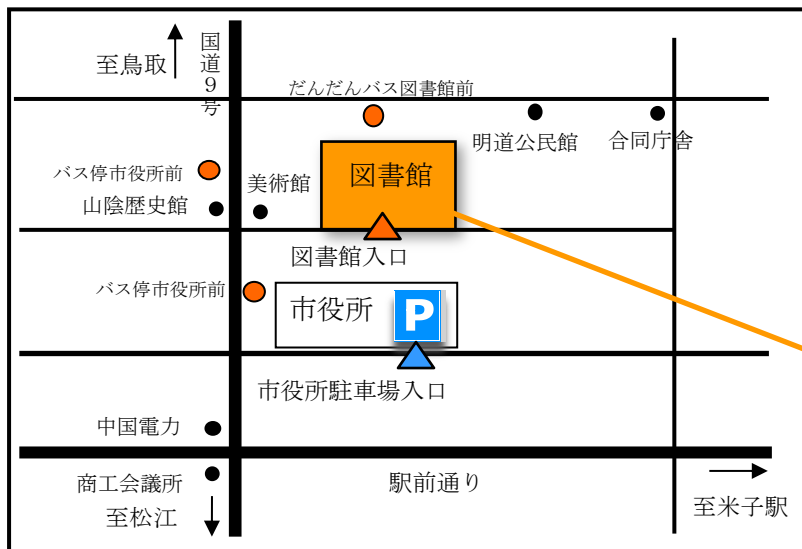 国道9号
至鳥取
だんだんバス図書館前
明道公民館
合同庁舎
バス停市役所前
美術館
図書館
山陰歴史館
図書館入口
バス停市役所前
市役所
P
市役所駐車場入口
中国電力
商工会議所
駅前通り
至米子駅
至松江